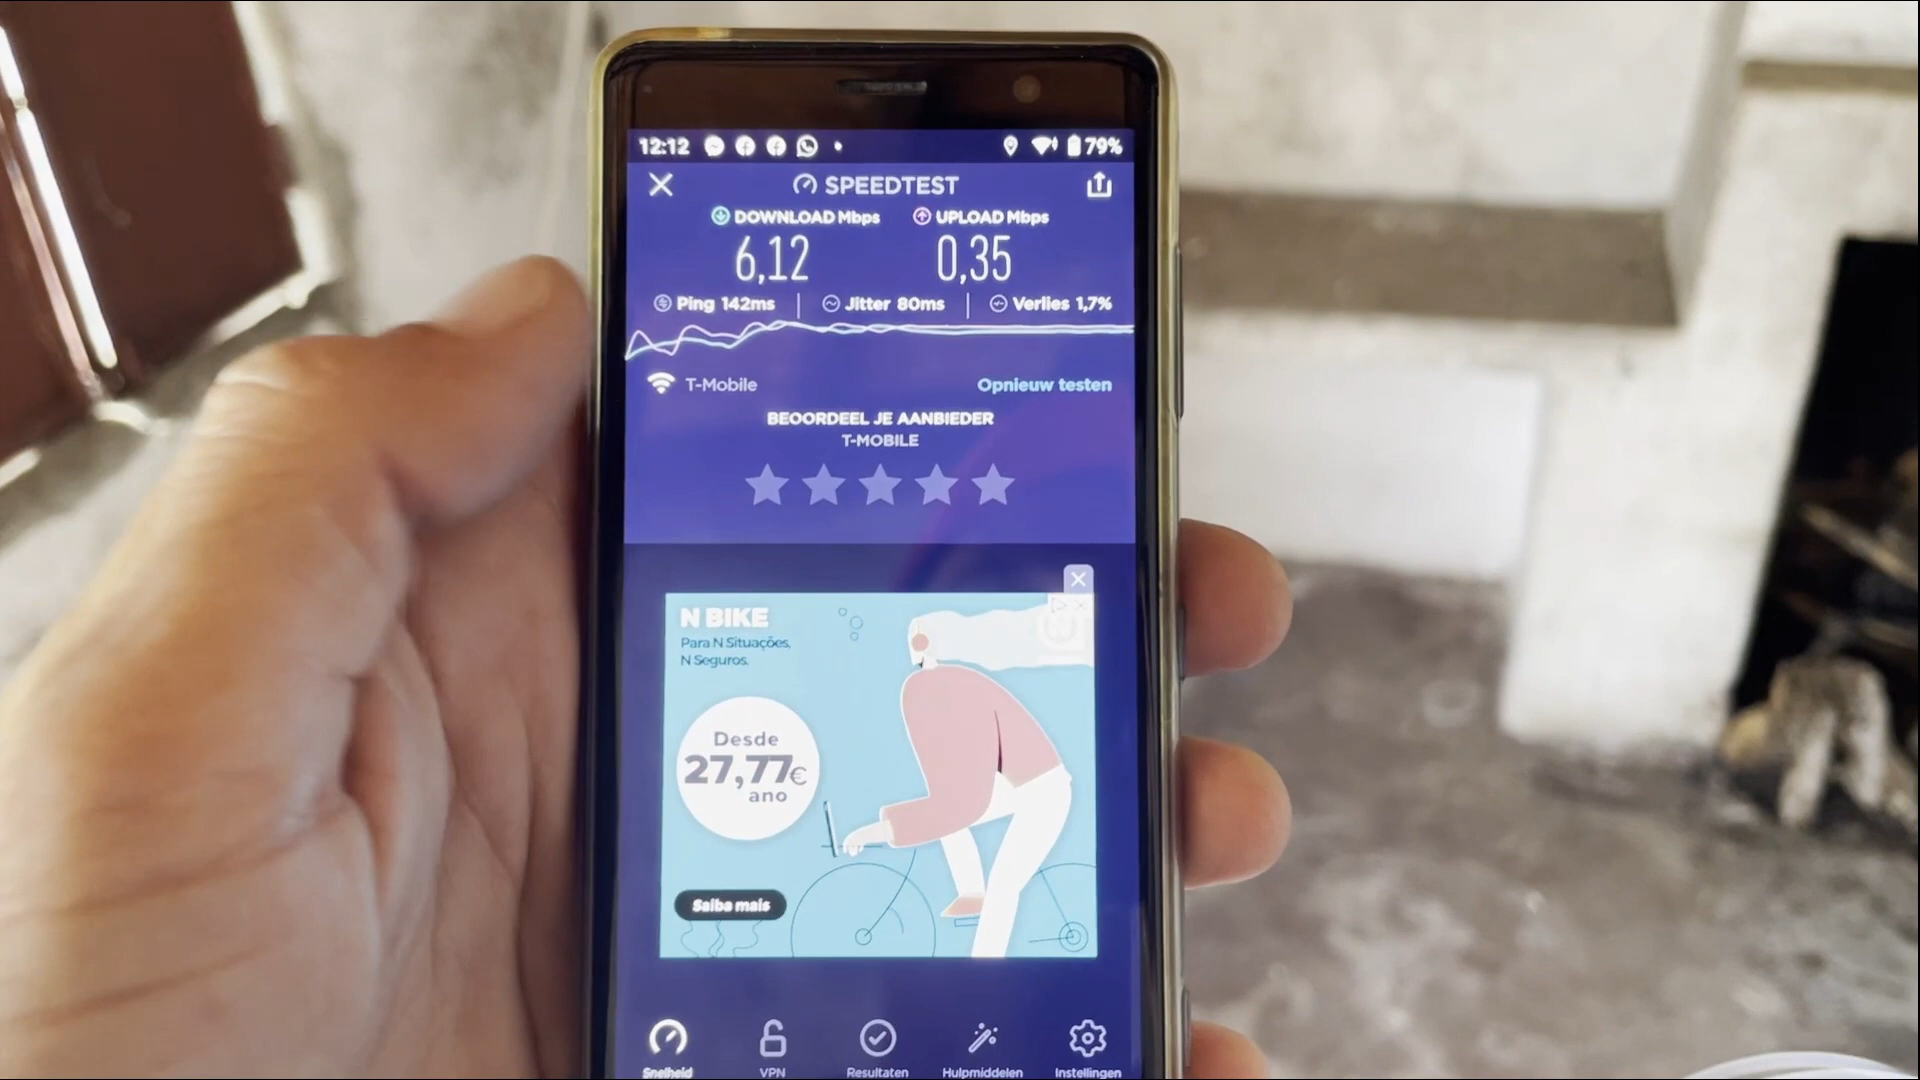 12:12 79%
SPEEDTEST
DOWNLOAD Mbps UPLOAD Mbps
6,12 0,35
Ping 142ms Jitter 80ms Verlies 1,7%
T-Mobile Opnieuw testen
BEOORDEEL JE AANBIEDER
T-MOBILE
N BIKE
Para N Situações,
N Seguros.
Desde
27,77€
ano
Saiba mais
Snelheid VPN Resultaten Hulpmiddelen Instellingen